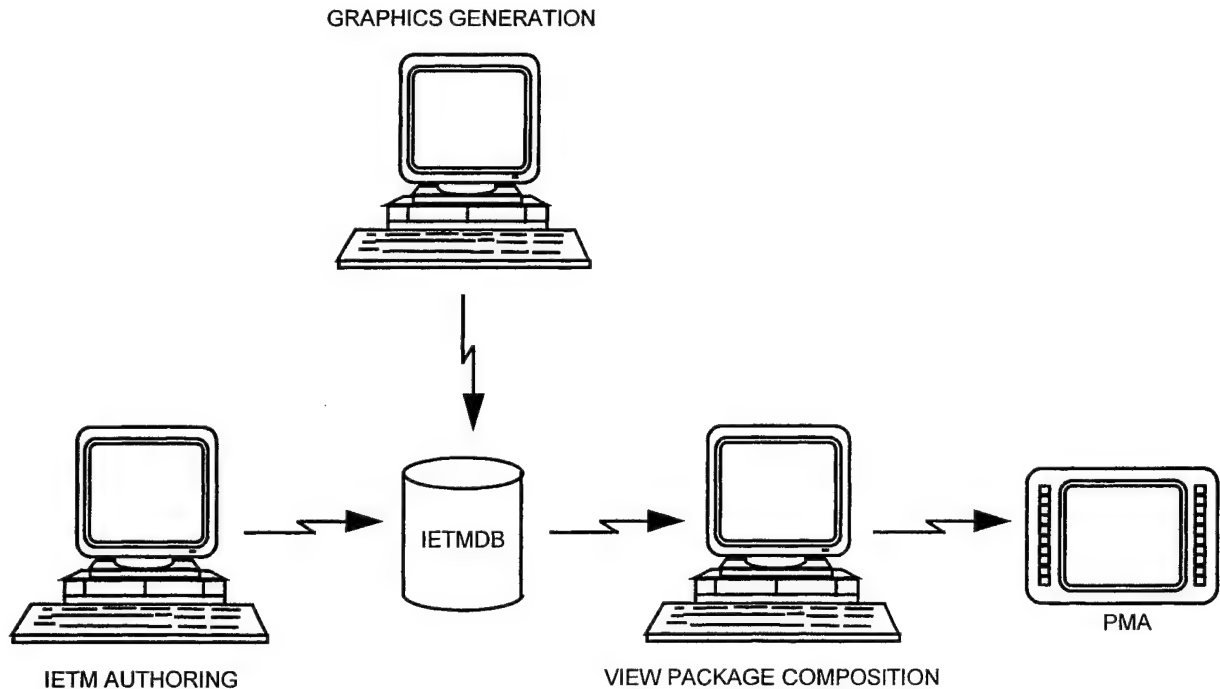 GRAPHICS GENERATION
IETMDB
PMA
IETM AUTHORING
VIEW PACKAGE COMPOSITION